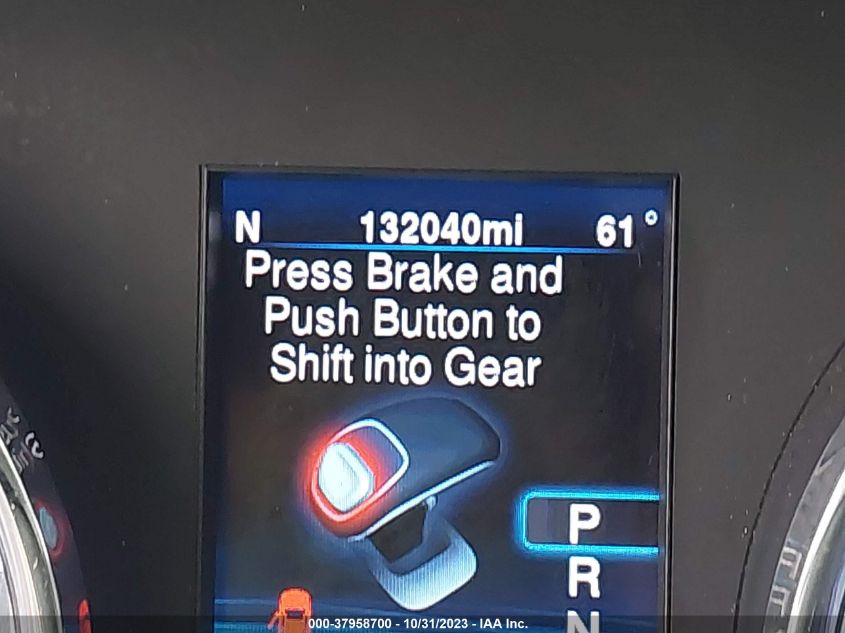 N 132040mi 61°
Press Brake and
Push Button to
Shift into Gear
P
R
N
000-37958700 - 10/31/2023 - IAA Inc.